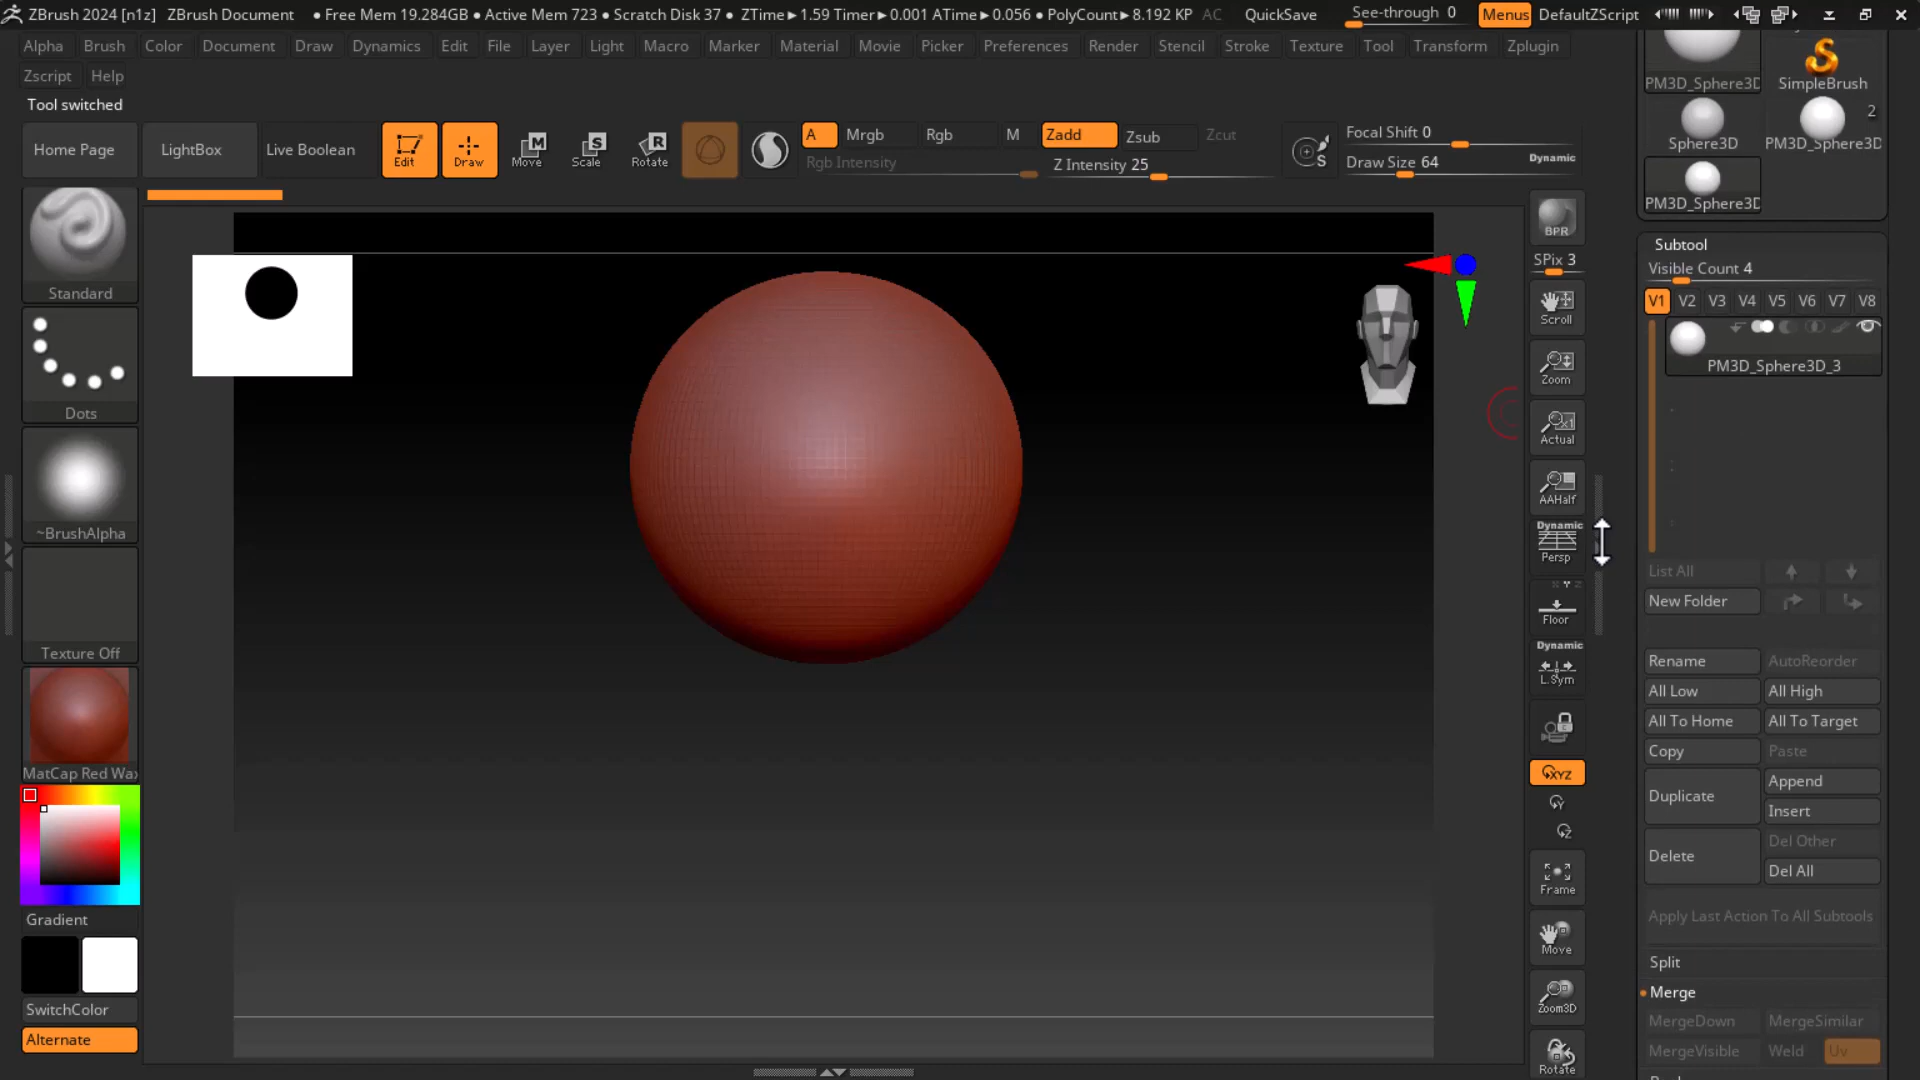 ZBrush 2024 [n1z] ZBrush Document ● Free Mem 19.284GB ● Active Mem 723 ● Scratch Disk 37 ● ZTime►1.59 Timer►0.001 ATime►0.056 ● PolyCount►8.192 KP AC QuickSave See-through 0 Menus DefaultZScript
Alpha Brush Color Document Draw Dynamics Edit File Layer Light Macro Marker Material Movie Picker Preferences Render Stencil Stroke Texture Tool Transform Zplugin
Zscript Help
Tool switched
Home Page LightBox Live Boolean Edit Draw Move Scale Rotate
M S R
A Mrgb Rgb M Zadd Zsub Zcut
Rgb Intensity Z Intensity 25
S
Focal Shift 0
Draw Size 64 Dynamic
Standard
Dots
~BrushAlpha
Texture Off
MatCap Red Wax
Gradient
SwitchColor
Alternate
BPR
SPix 3
Scroll
Zoom
x1
Actual
AAHalf
Dynamic
Persp
Floor
Dynamic
L.Sym
XYZ
Y
Z
Frame
Move
Zoom3D
Rotate
PM3D_Sphere3D SimpleBrush
2
Sphere3D PM3D_Sphere3D
PM3D_Sphere3D
Subtool
Visible Count 4
V1 V2 V3 V4 V5 V6 V7 V8
PM3D_Sphere3D_3
List All
New Folder
Rename AutoReorder
All Low All High
All To Home All To Target
Copy Paste
Duplicate Append
Insert
Delete Del Other
Del All
Apply Last Action To All Subtools
Split
Merge
MergeDown MergeSimilar
MergeVisible Weld Uv